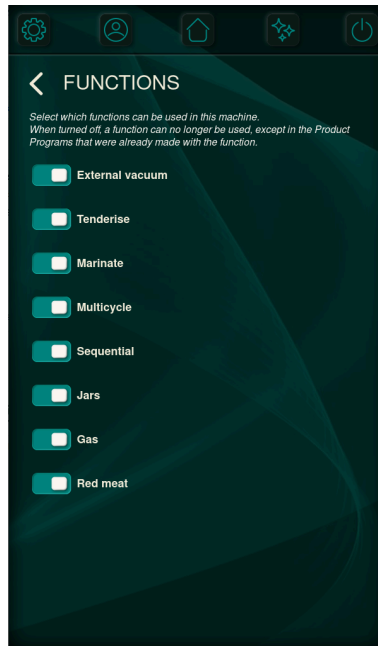 FUNCTIONS
Select which functions can be used in this machine.
When turned off, a function can no longer be used, except in the Product
Programs that were already made with the function.
External vacuum
Tenderise
Marinate
Multicycle
Sequential
Jars
Gas
Red meat